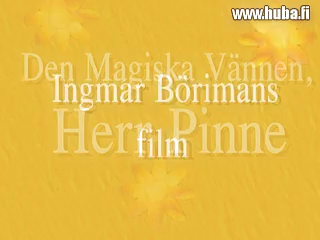 www.huba.fi
Den Magiska Vännen,
Ingmar Börimans
Herr Pinne
film